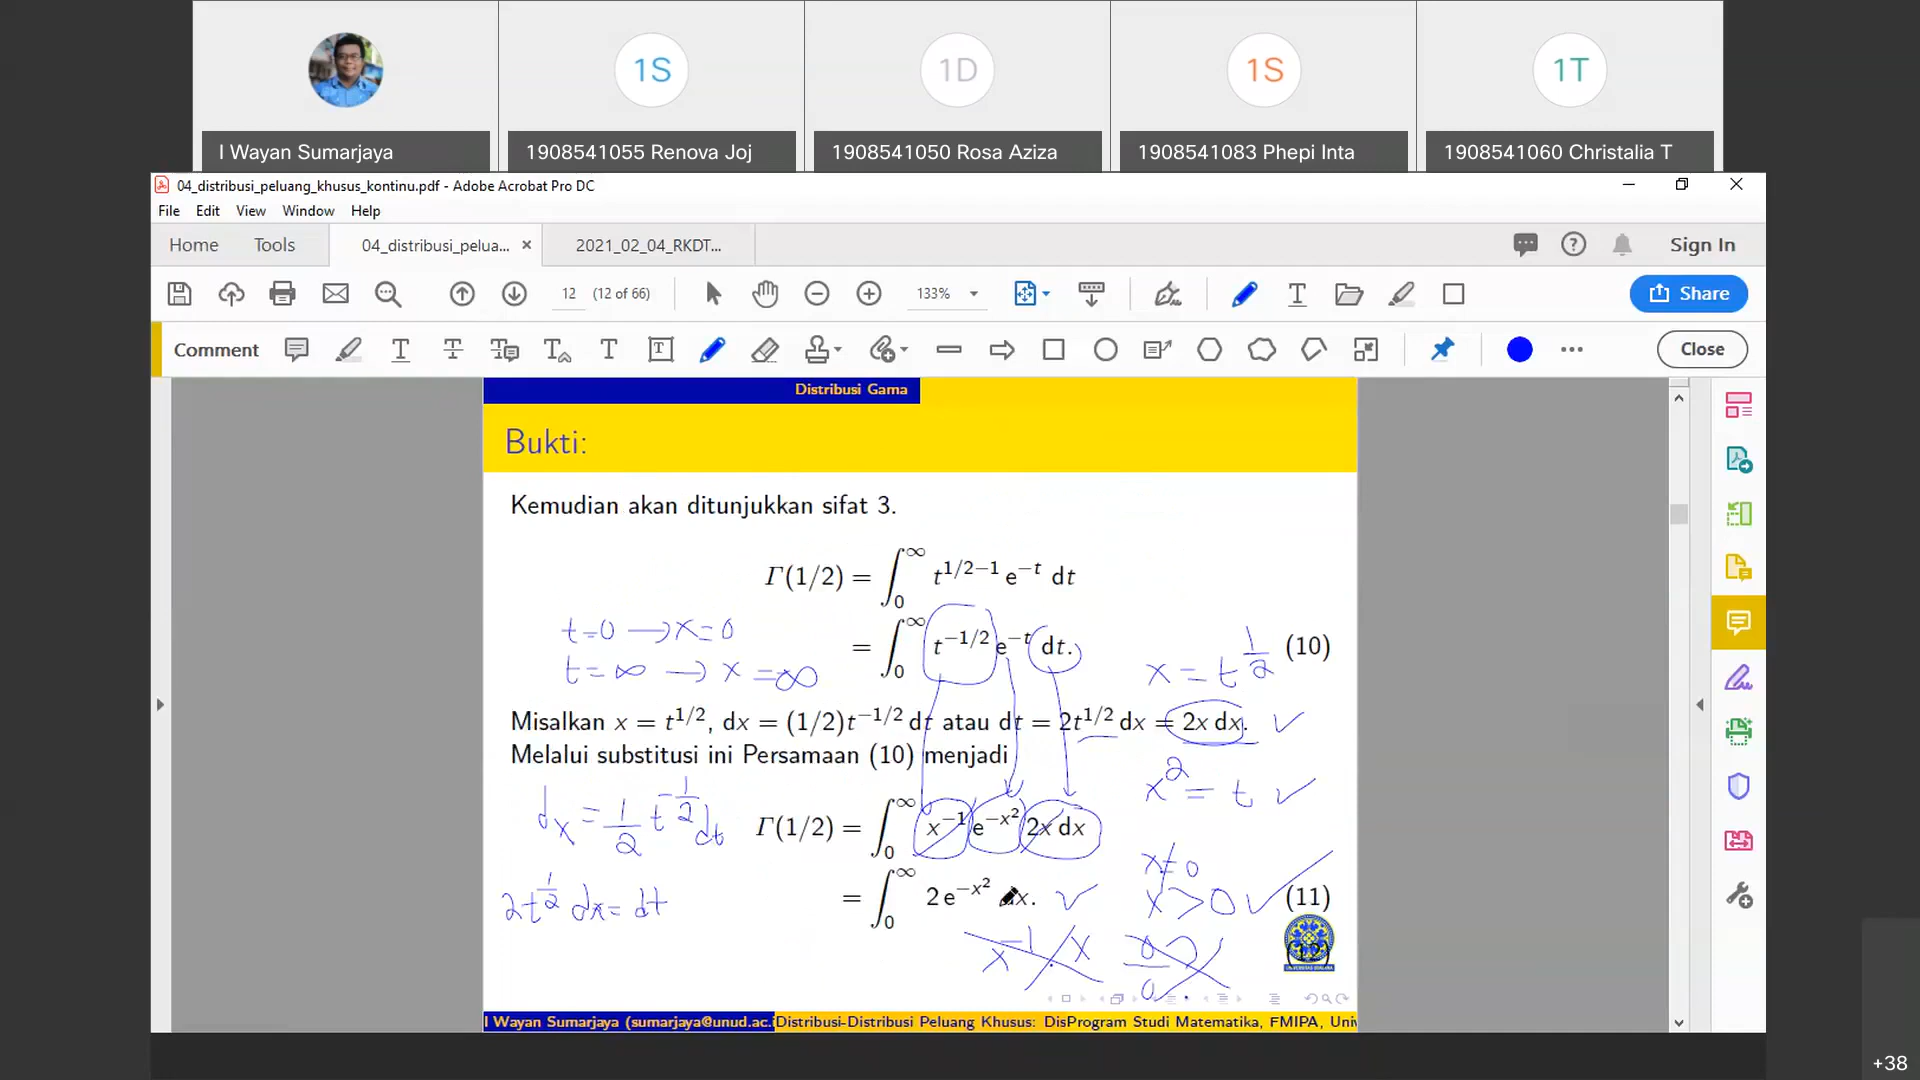 1S
1D
1S
1T
I Wayan Sumarjaya
1908541055 Renova Joj
1908541050 Rosa Aziza
1908541083 Phepi Inta
1908541060 Christalia T
04_distribusi_peluang_khusus_kontinu.pdf - Adobe Acrobat Pro DC
File Edit View Window Help
Home Tools 04_distribusi_pelua... × 2021_02_04_RKDT... Sign In
12 (12 of 66) 133% Share
Comment Close
Distribusi Gama
Bukti:
Kemudian akan ditunjukkan sifat 3.
Γ(1/2) = ∫₀^∞ t^{1/2−1} e^{−t} dt
= ∫₀^∞ t^{−1/2} e^{−t} dt. (10)
t=0 → x=0
t=∞ → x=∞
x = t^{1/2}
Misalkan x = t^{1/2}, dx = (1/2)t^{−1/2} dt atau dt = 2t^{1/2} dx = 2x dx. ✓
Melalui substitusi ini Persamaan (10) menjadi
x² = t ✓
dx = 1/2 t^{-1/2} dt
Γ(1/2) = ∫₀^∞ x^{−1} e^{−x²} 2x dx
x≠0
2t^{1/2} dx = dt
= ∫₀^∞ 2 e^{−x²} dx. ✓ (11)
x>0 ✓
x^{-1} . x
I Wayan Sumarjaya (sumarjaya@unud.ac.i Distribusi-Distribusi Peluang Khusus: Dis Program Studi Matematika, FMIPA, Univ
+38